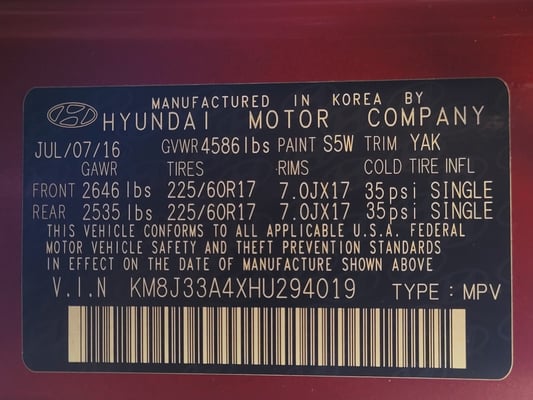 MANUFACTURED IN KOREA BY
HYUNDAI MOTOR COMPANY
JUL/07/16 GVWR 4586lbs PAINT S5W TRIM YAK
GAWR TIRES RIMS COLD TIRE INFL
FRONT 2646 lbs 225/60R17 7.0JX17 35psi SINGLE
REAR 2535 lbs 225/60R17 7.0JX17 35psi SINGLE
THIS VEHICLE CONFORMS TO ALL APPLICABLE U.S.A. FEDERAL
MOTOR VEHICLE SAFETY AND THEFT PREVENTION STANDARDS
IN EFFECT ON THE DATE OF MANUFACTURE SHOWN ABOVE
V.I.N KM8J33A4XHU294019 TYPE : MPV